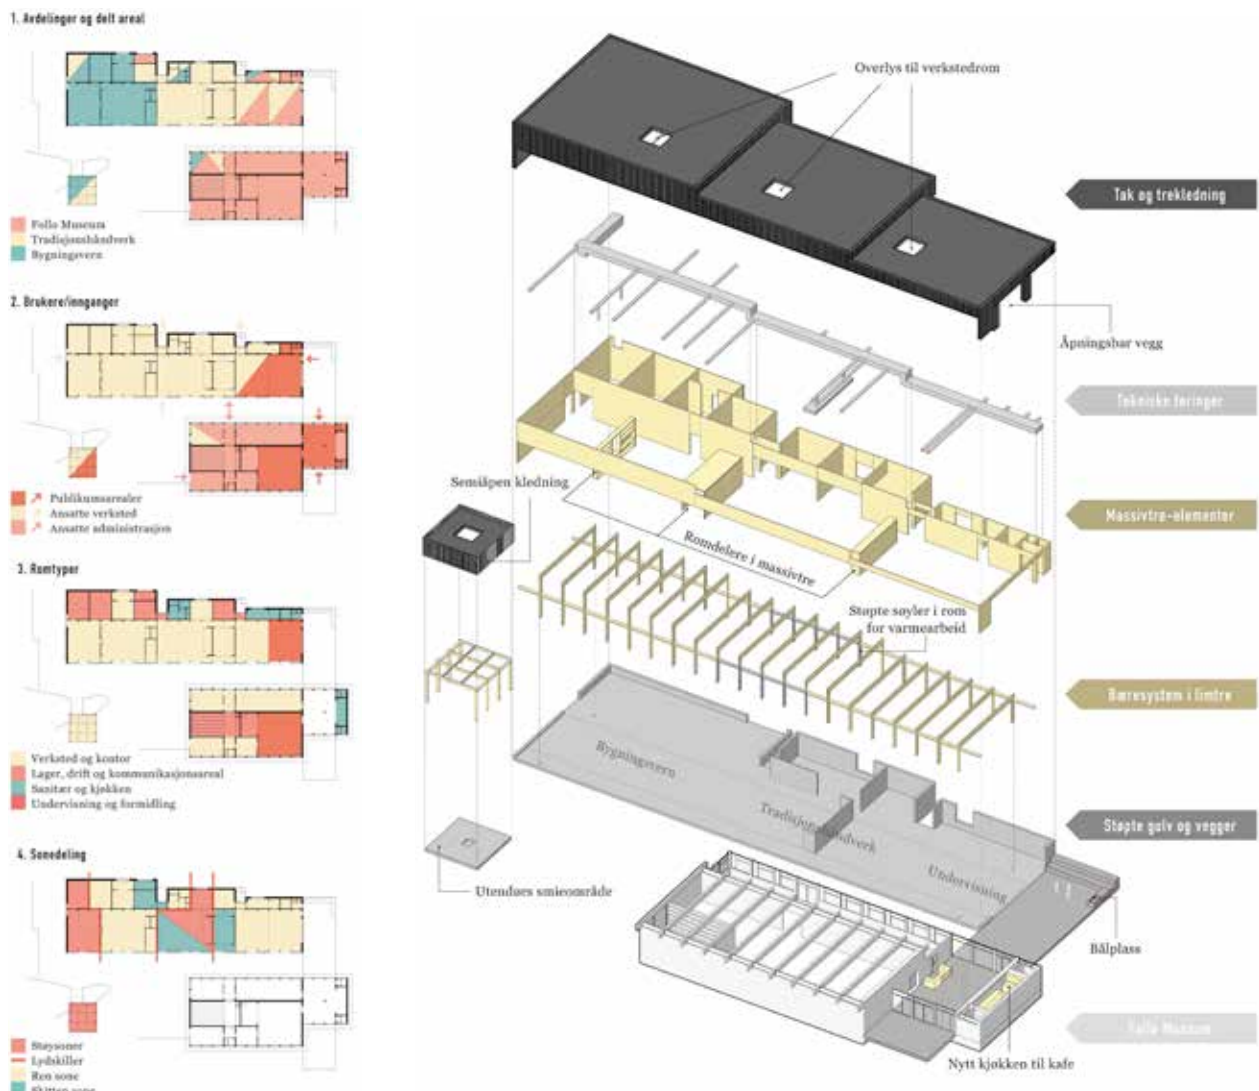 1. Avdelinger og delt areal
Follo Museum
Tradisjonshåndverk
Bygningsvern
2. Brukere/innganger
Publikumsarealer
Ansatte verksted
Ansatte administrasjon
3. Romtyper
Verksted og kontor
Lager, drift og kommunikasjonsareal
Sanitær og kjøkken
Undervisning og formidling
4. Sonedeling
Støysoner
Lydskiller
Ren sone
Skitten sone
Overlys til verkstedrom
Tak og trekledning
Åpningsbar vegg
Tekniske føringer
Semiåpen kledning
Massivtre-elementer
Romdelere i massivtre
Støpte søyler i rom
for varmearbeid
Bæresystem i limtre
Bygningsvern
Tradisjonshåndverk
Undervisning
Støpte golv og vegger
Utendørs smieområde
Bålplass
Follo Museum
Nytt kjøkken til kafe